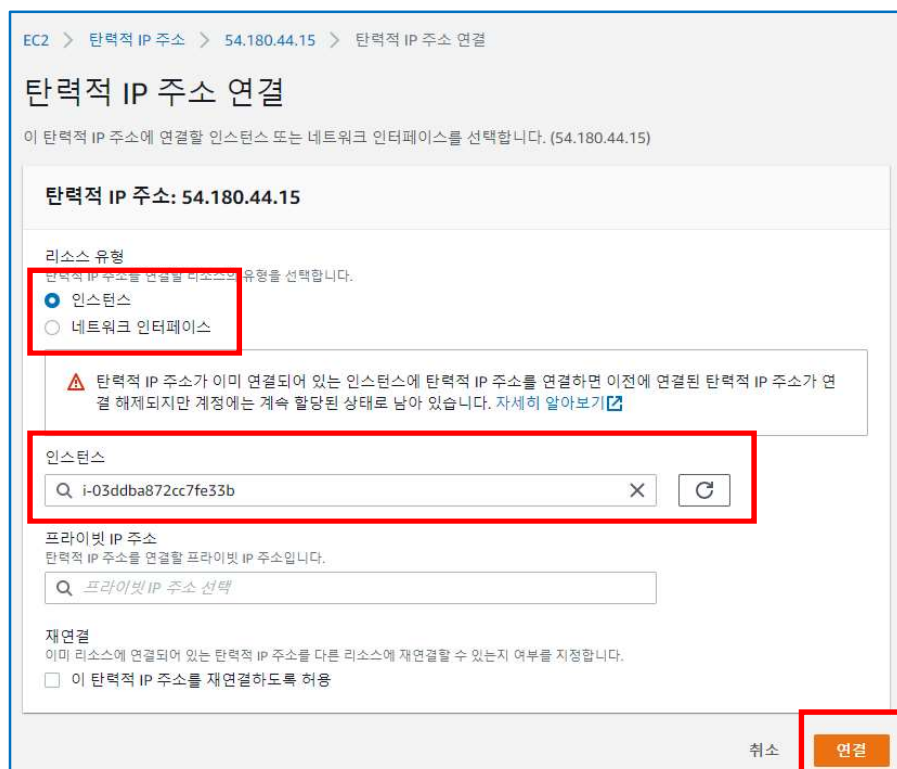 EC2 > 탄력적 IP 주소 > 54.180.44.15 > 탄력적 IP 주소 연결
탄력적 IP 주소 연결
이 탄력적 IP 주소에 연결할 인스턴스 또는 네트워크 인터페이스를 선택합니다. (54.180.44.15)
탄력적 IP 주소: 54.180.44.15
리소스 유형
탄력적 IP 주소를 연결할 리소스의 유형을 선택합니다.
인스턴스
네트워크 인터페이스
탄력적 IP 주소가 이미 연결되어 있는 인스턴스에 탄력적 IP 주소를 연결하면 이전에 연결된 탄력적 IP 주소가 연
결 해제되지만 계정에는 계속 할당된 상태로 남아 있습니다. 자세히 알아보기
인스턴스
i-03ddba872cc7fe33b
프라이빗 IP 주소
탄력적 IP 주소를 연결할 프라이빗 IP 주소입니다.
프라이빗 IP 주소 선택
재연결
이미 리소스에 연결되어 있는 탄력적 IP 주소를 다른 리소스에 재연결할 수 있는지 여부를 지정합니다.
이 탄력적 IP 주소를 재연결하도록 허용
취소 연결